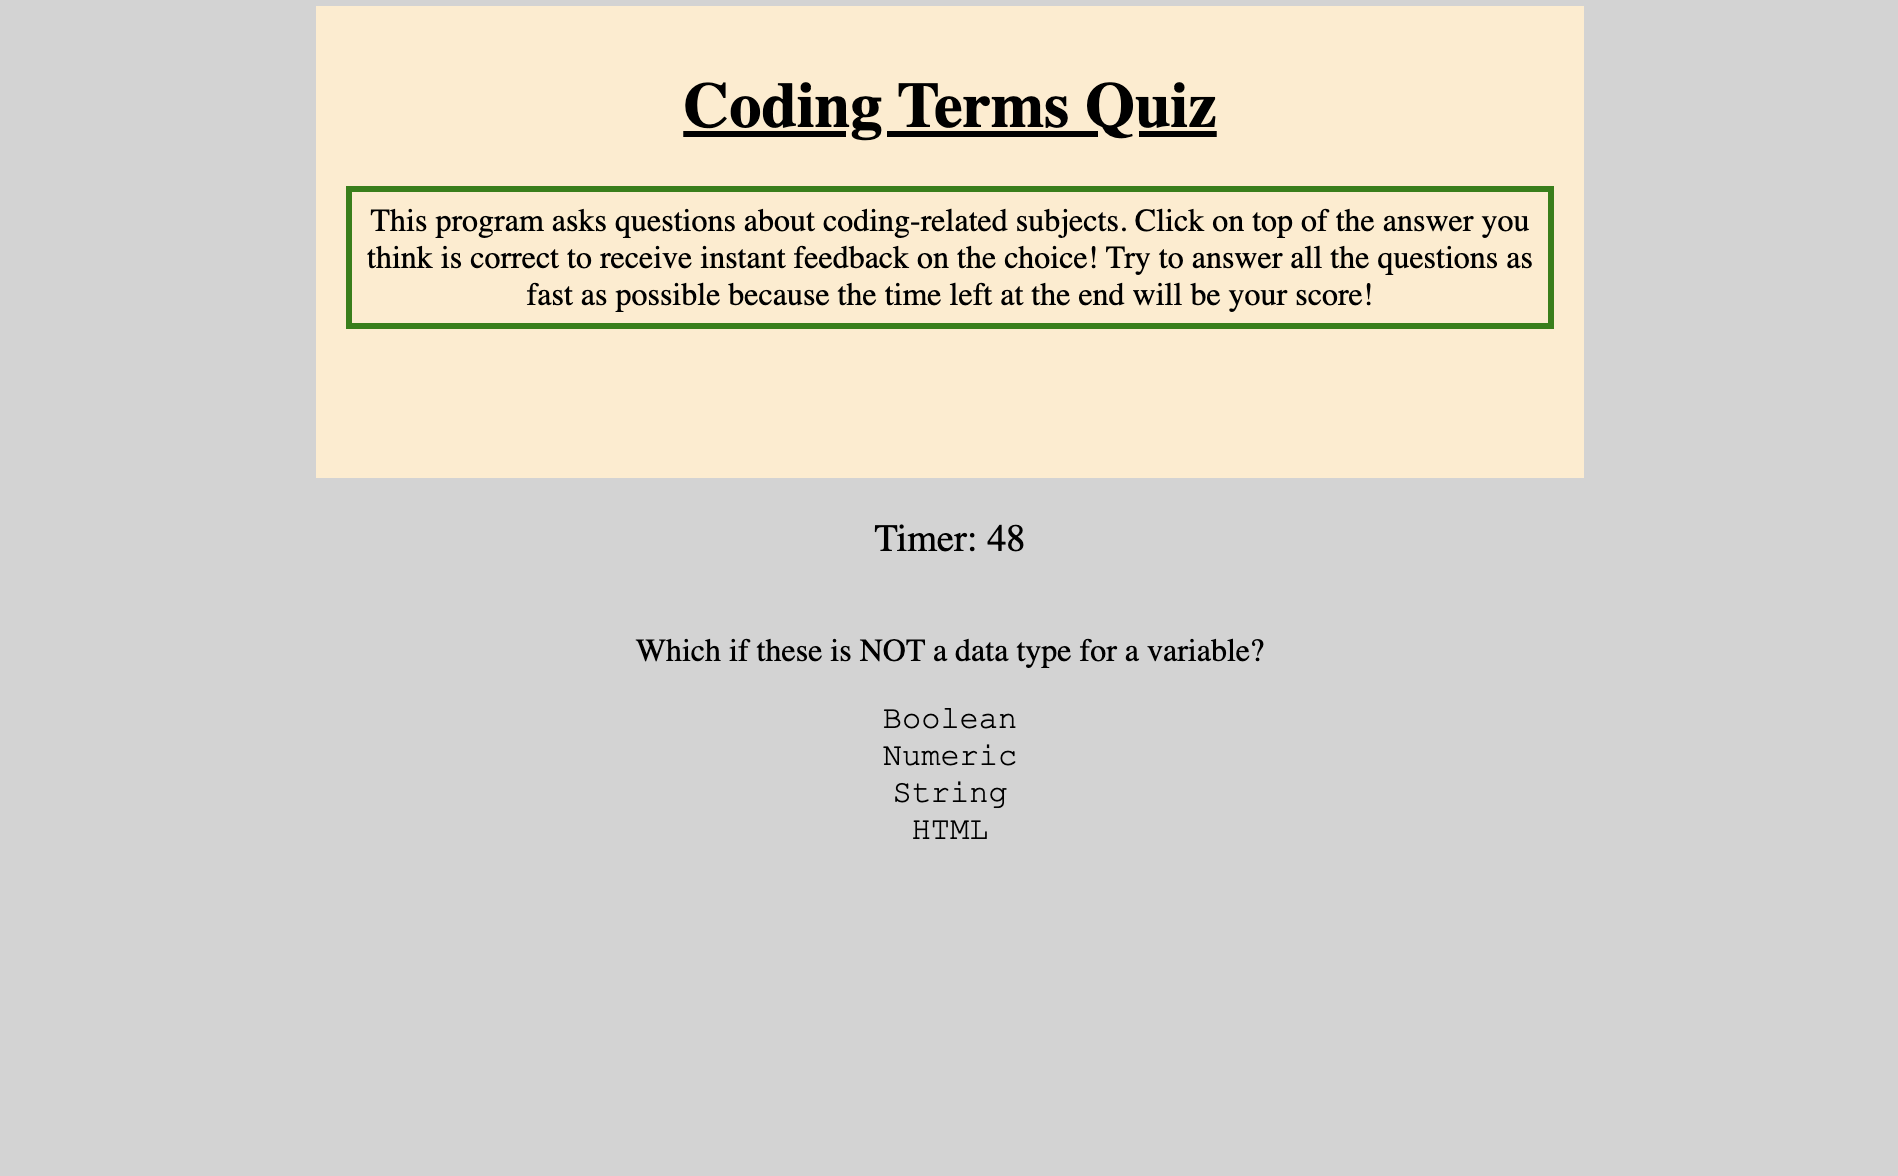 Coding Terms Quiz
This program asks questions about coding-related subjects. Click on top of the answer you
think is correct to receive instant feedback on the choice! Try to answer all the questions as
fast as possible because the time left at the end will be your score!
Timer: 48
Which if these is NOT a data type for a variable?
Boolean
Numeric
String
HTML